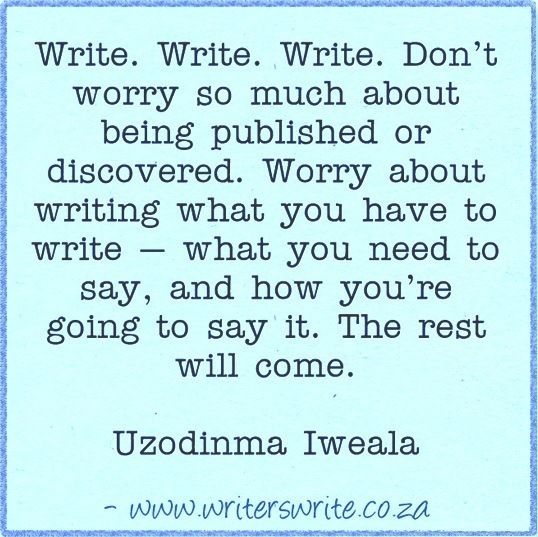 Write. Write. Write. Don’t
worry so much about
being published or
discovered. Worry about
writing what you have to
write – what you need to
say, and how you’re
going to say it. The rest
will come.
Uzodinma Iweala
- www.writerswrite.co.za